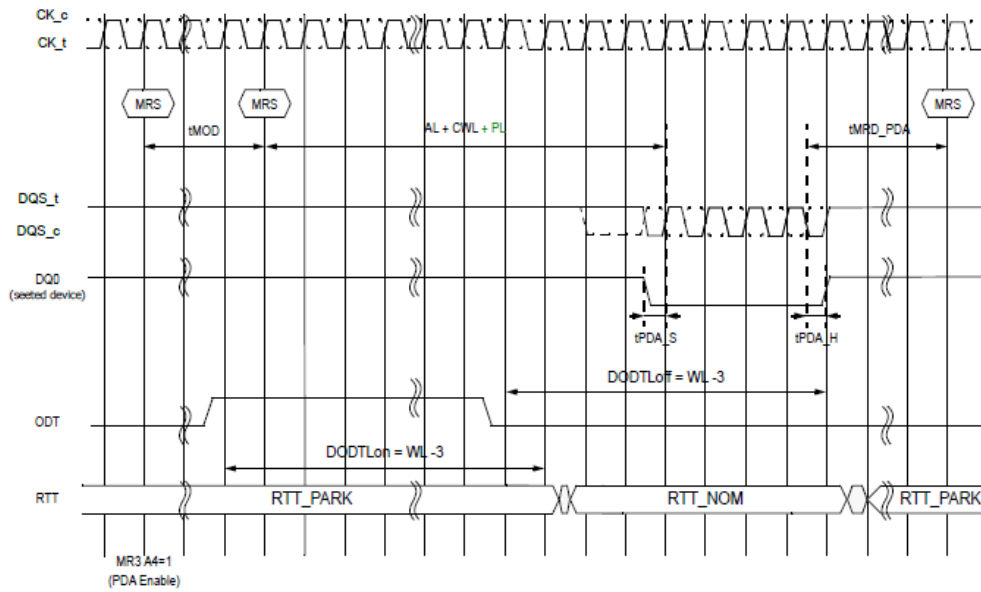 CK_c
CK_t
MRS
MRS
MRS
tMOD
AL + CWL + PL
tMRD_PDA
DQS_t
DQS_c
DQ0
(seeted device)
tPDA_S
tPDA_H
DODTLoff = WL -3
ODT
DODTLon = WL -3
RTT
RTT_PARK
RTT_NOM
RTT_PARK
MR3 A4=1
(PDA Enable)